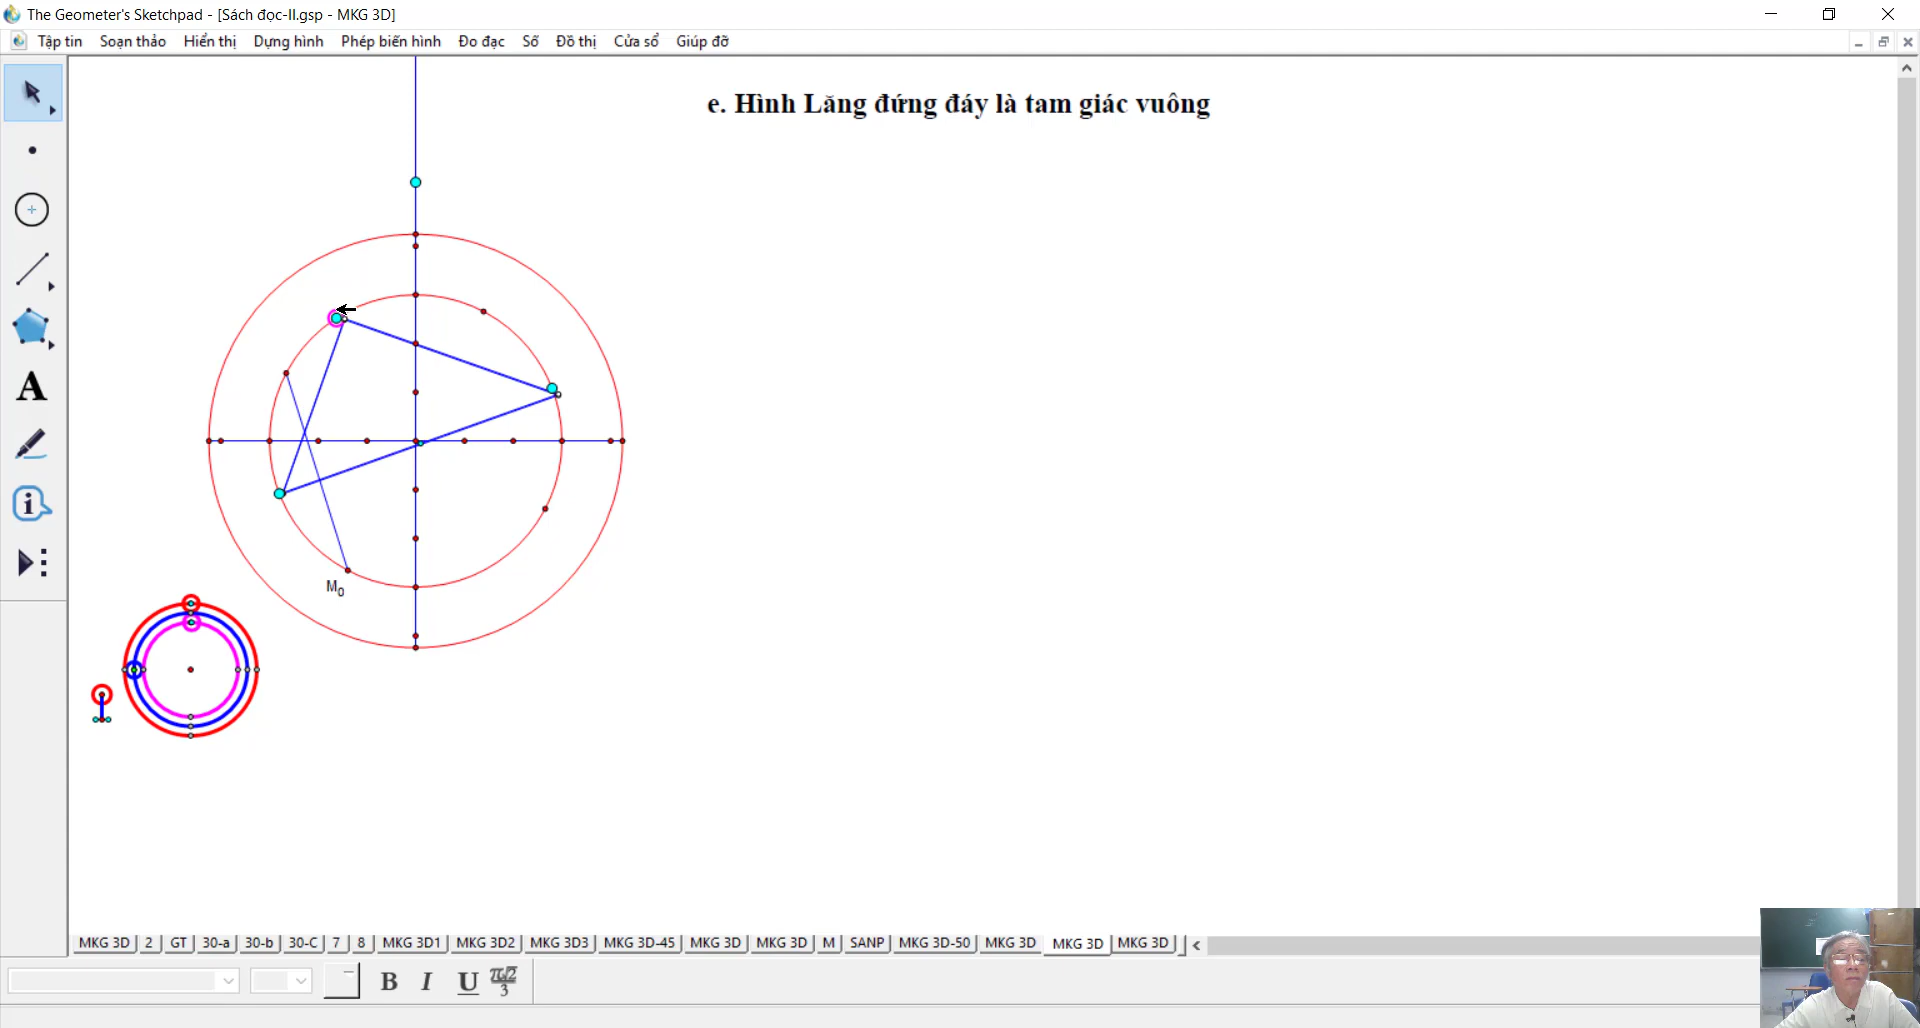 The Geometer's Sketchpad - [Sách đọc-II.gsp - MKG 3D]
Tập tin Soạn thảo Hiển thị Dựng hình Phép biến hình Đo đạc Số Đồ thị Cửa sổ Giúp đỡ
e. Hình Lăng đứng đáy là tam giác vuông
A
M0
MKG 3D 2 GT 30-a 30-b 30-C 7 8 MKG 3D1 MKG 3D2 MKG 3D3 MKG 3D-45 MKG 3D MKG 3D M SANP MKG 3D-50 MKG 3D MKG 3D MKG 3D
B I U π√2/3